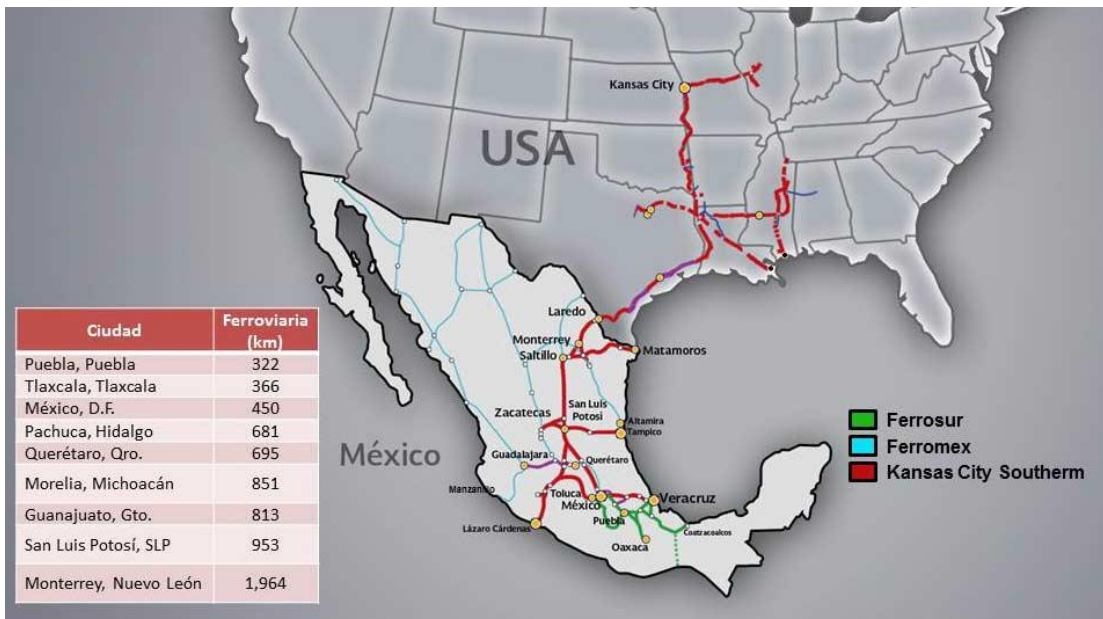 Kansas City
USA
Laredo
Monterrey
Saltillo
Matamoros
Zacatecas
San Luis
Potosí
Altamira
Tampico
México
Guadalajara
Querétaro
Manzanillo
Toluca
México
Veracruz
Puebla
Lázaro Cárdenas
Coatzacoalcos
Oaxaca
Ciudad Ferroviaria (km)
Puebla, Puebla 322
Tlaxcala, Tlaxcala 366
México, D.F. 450
Pachuca, Hidalgo 681
Querétaro, Qro. 695
Morelia, Michoacán 851
Guanajuato, Gto. 813
San Luis Potosí, SLP 953
Monterrey, Nuevo León 1,964
Ferrosur
Ferromex
Kansas City Southerm